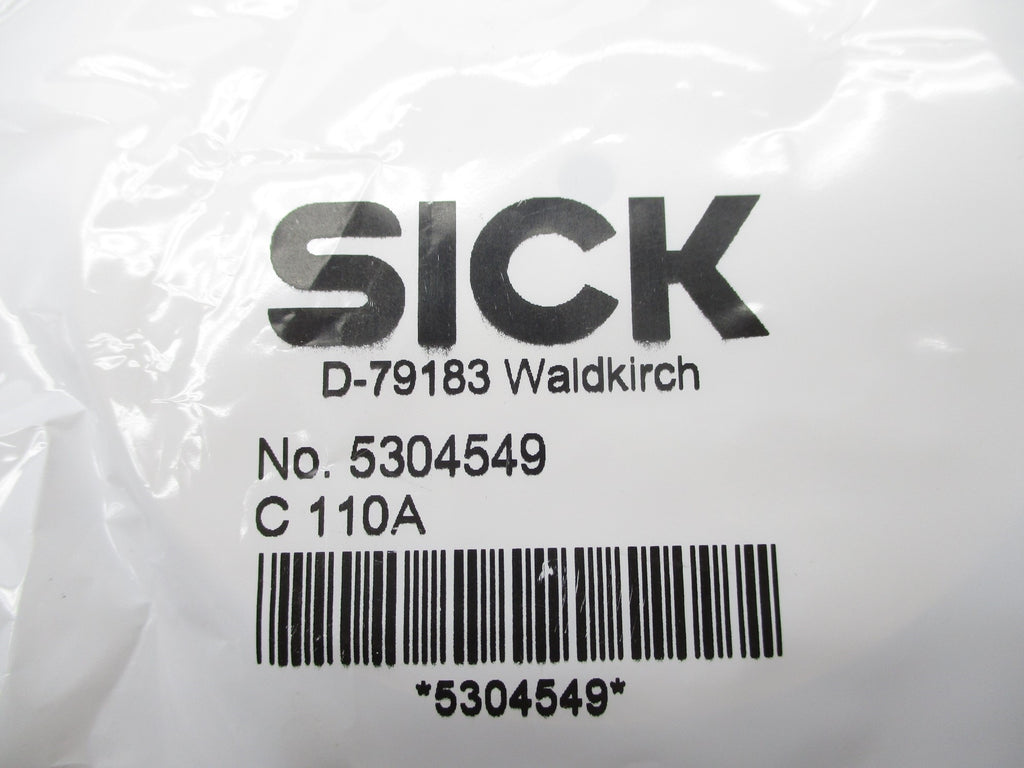 SICK
D-79183 Waldkirch
No. 5304549
C 110A
*5304549*